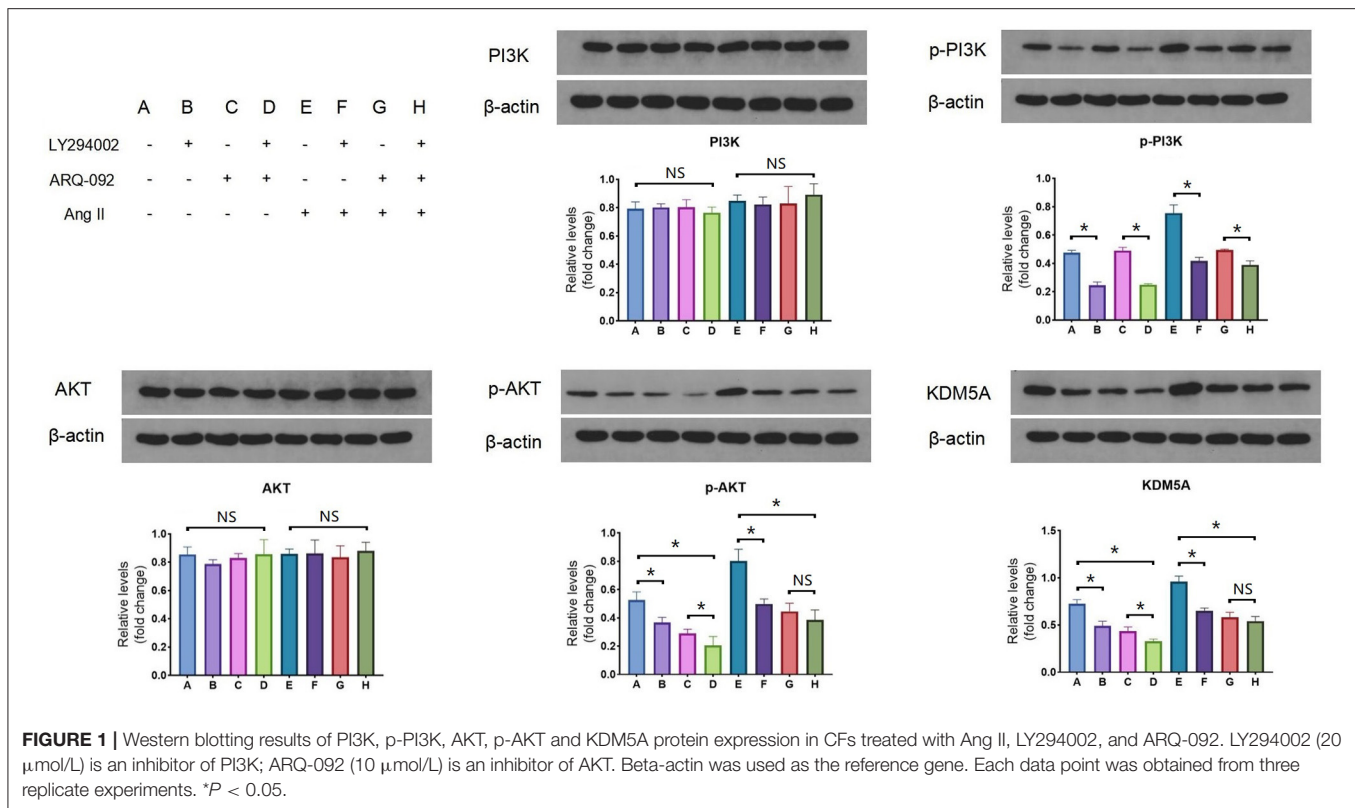 A B C D E F G H
LY294002 - + - + - + - +
ARQ-092 - - + + - - + +
Ang II - - - - + + + +
PI3K
β-actin
PI3K
NS NS
Relative levels
(fold change)
1.0
0.8
0.6
0.4
0.2
0.0
A B C D E F G H
p-PI3K
β-actin
p-PI3K
* * * *
Relative levels
(fold change)
1.0
0.8
0.6
0.4
0.2
0.0
A B C D E F G H
AKT
β-actin
AKT
NS NS
Relative levels
(fold change)
1.0
0.8
0.6
0.4
0.2
0.0
A B C D E F G H
p-AKT
β-actin
p-AKT
*
* *
* * NS
Relative levels
(fold change)
1.0
0.8
0.6
0.4
0.2
0.0
A B C D E F G H
KDM5A
β-actin
KDM5A
*
* *
* * NS
Relative levels
(fold change)
1.5
1.0
0.5
0.0
A B C D E F G H
FIGURE 1 | Western blotting results of PI3K, p-PI3K, AKT, p-AKT and KDM5A protein expression in CFs treated with Ang II, LY294002, and ARQ-092. LY294002 (20
μmol/L) is an inhibitor of PI3K; ARQ-092 (10 μmol/L) is an inhibitor of AKT. Beta-actin was used as the reference gene. Each data point was obtained from three
replicate experiments. *P < 0.05.